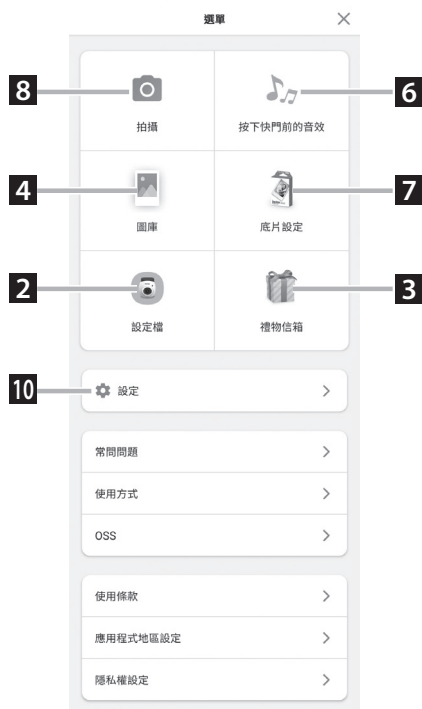 選單
8
6
拍攝
按下快門前的音效
4
7
圖庫
底片設定
2
3
設定檔
禮物信箱
10
設定
常問問題
使用方式
OSS
使用條款
應用程式地區設定
隱私權設定